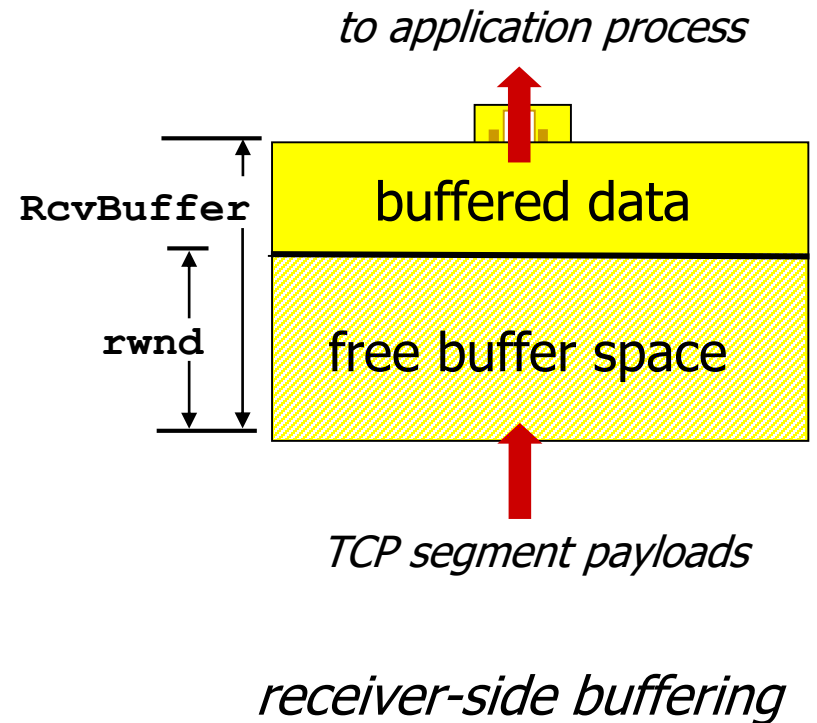 to application process
RcvBuffer
buffered data
rwnd
free buffer space
TCP segment payloads
receiver-side buffering